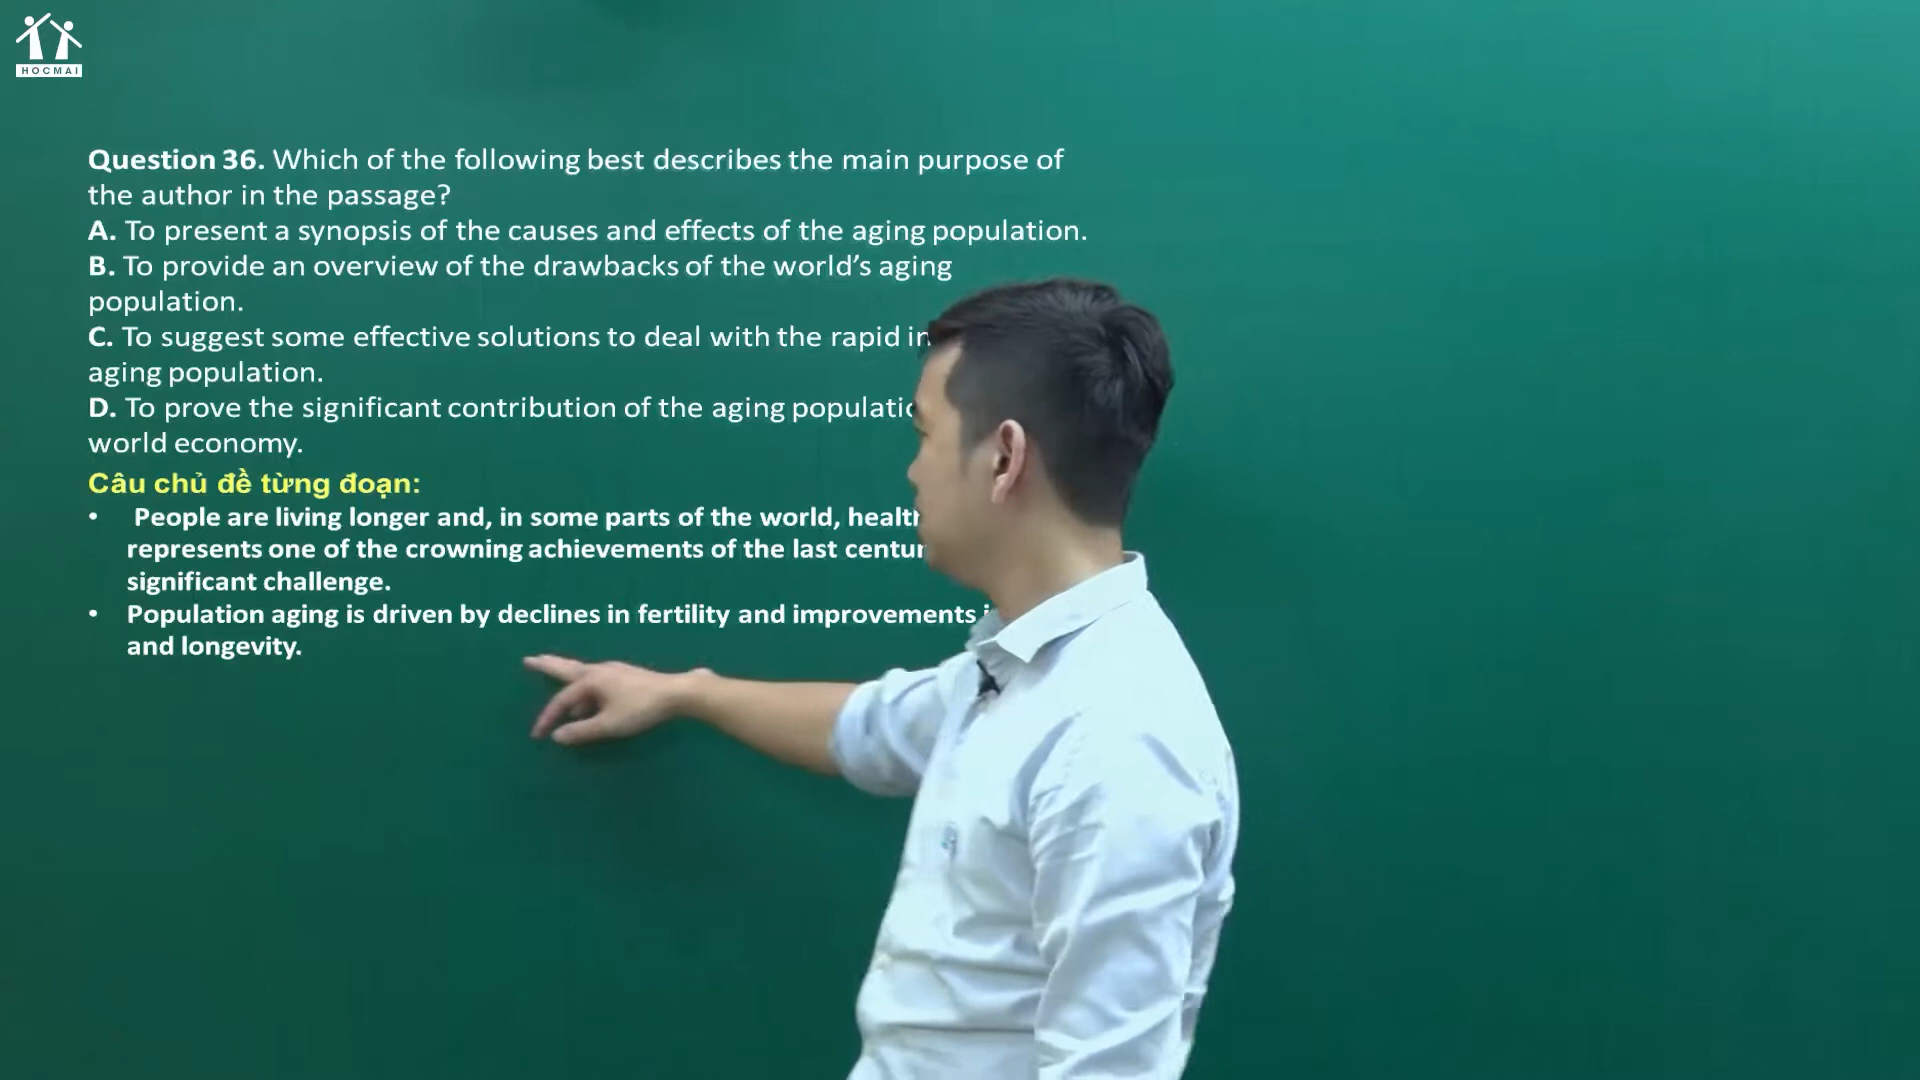 HOCMAI
Question 36. Which of the following best describes the main purpose of
the author in the passage?
A. To present a synopsis of the causes and effects of the aging population.
B. To provide an overview of the drawbacks of the world’s aging
population.
C. To suggest some effective solutions to deal with the rapid
aging population.
D. To prove the significant contribution of the aging
world economy.
Câu chủ đề từng đoạn:
• People are living longer and, in some parts of the world,
represents one of the crowning achievements of the last
significant challenge.
• Population aging is driven by declines in fertility and improvements
and longevity.